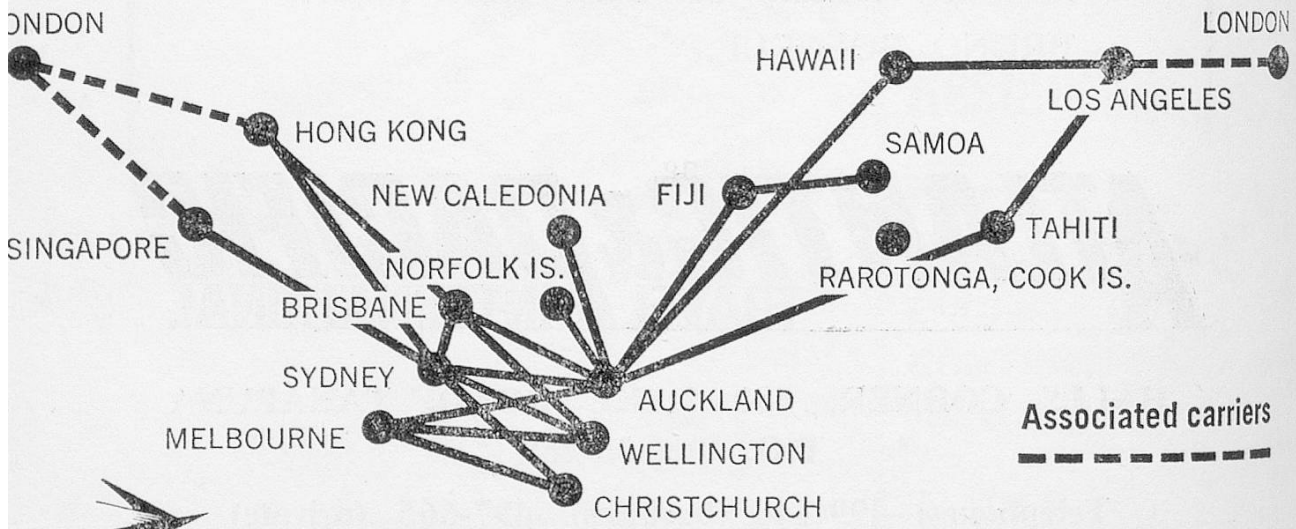 ONDON
LONDON
HAWAII
LOS ANGELES
HONG KONG
SAMOA
NEW CALEDONIA
FIJI
SINGAPORE
TAHITI
NORFOLK IS.
RAROTONGA, COOK IS.
BRISBANE
SYDNEY
AUCKLAND
Associated carriers
MELBOURNE
WELLINGTON
CHRISTCHURCH